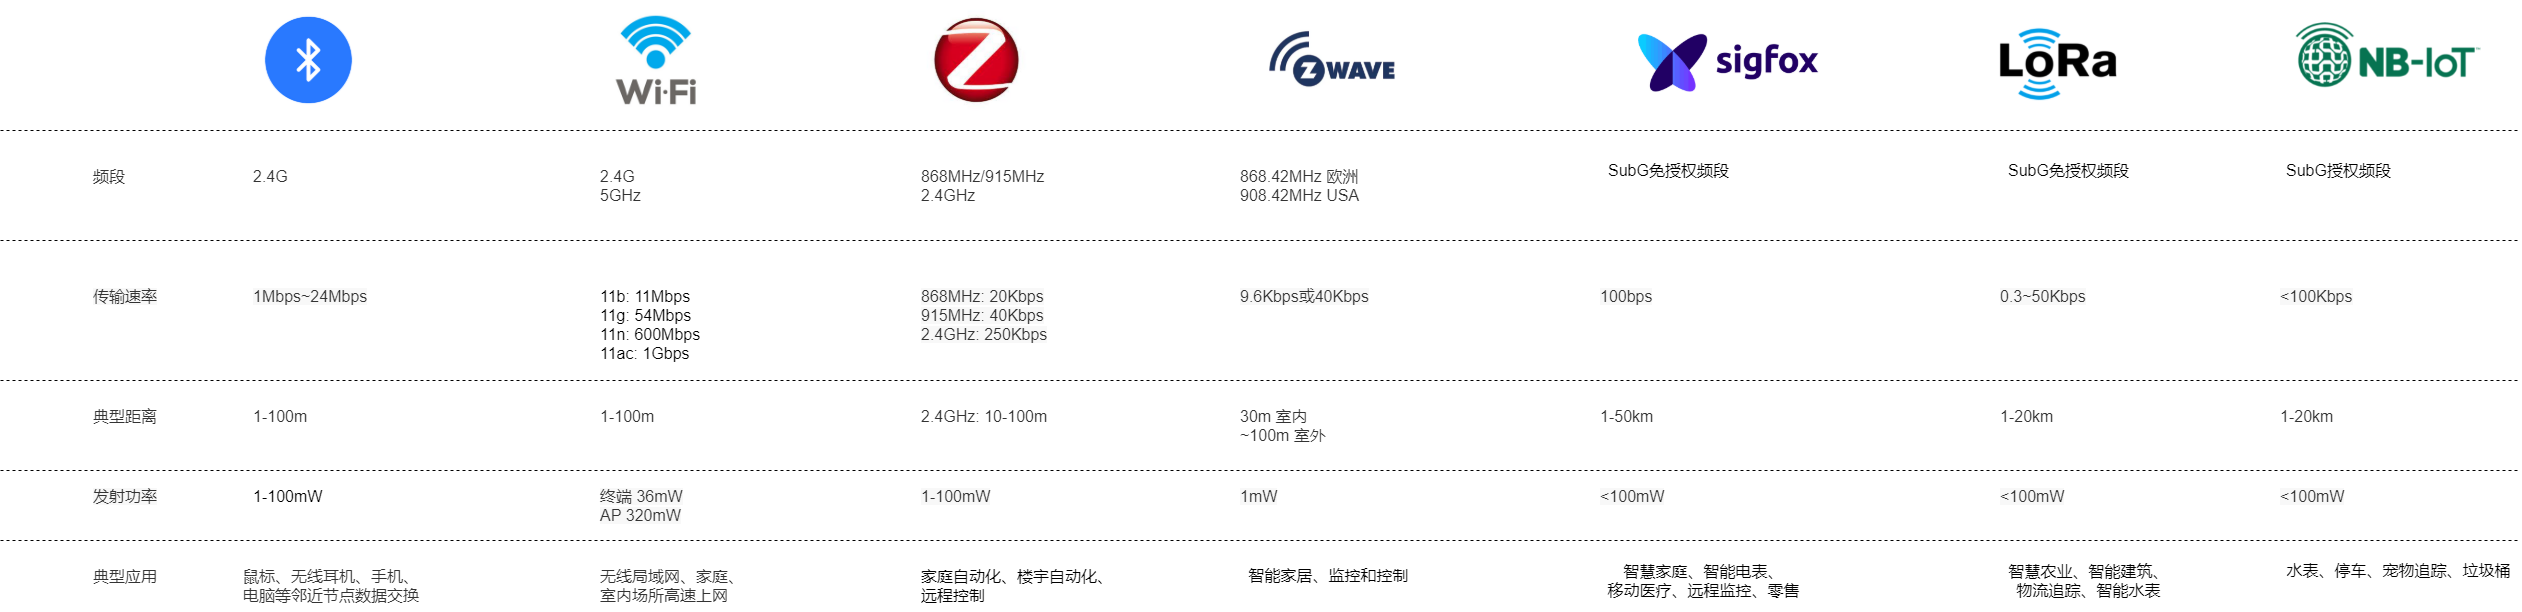 Wi-Fi
Z
Z WAVE
sigfox
LoRa
NB-IoT
频段
2.4G
2.4G
5GHz
868MHz/915MHz
2.4GHz
868.42MHz 欧洲
908.42MHz USA
SubG免授权频段
SubG免授权频段
SubG授权频段
传输速率
1Mbps~24Mbps
11b: 11Mbps
11g: 54Mbps
11n: 600Mbps
11ac: 1Gbps
868MHz: 20Kbps
915MHz: 40Kbps
2.4GHz: 250Kbps
9.6Kbps或40Kbps
100bps
0.3~50Kbps
<100Kbps
典型距离
1-100m
1-100m
2.4GHz: 10-100m
30m 室内
~100m 室外
1-50km
1-20km
1-20km
发射功率
1-100mW
终端 36mW
AP 320mW
1-100mW
1mW
<100mW
<100mW
<100mW
典型应用
鼠标、无线耳机、手机、
电脑等邻近节点数据交换
无线局域网、家庭、
室内场所高速上网
家庭自动化、楼宇自动化、
远程控制
智能家居、监控和控制
智慧家庭、智能电表、
移动医疗、远程监控、零售
智慧农业、智能建筑、
物流追踪、智能水表
水表、停车、宠物追踪、垃圾桶